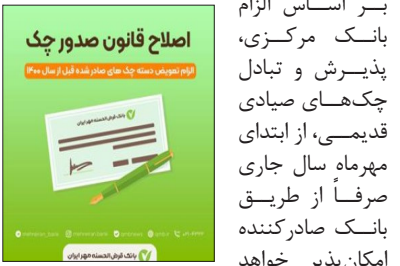 بر اساس الزام
بانک مرکزی،
پذیرش و تبادل
چک‌های صیادی
قدیمی، از ابتدای
مهرماه سال جاری
صرفاً از طریق
بانک صادرکننده
امکان‌پذیر خواهد
اصلاح قانون صدور چک
الزام تعویض دسته چک های صادر شده قبل از سال ۱۴۰۰
بانک قرض‌الحسنه مهر ایران
بانک قرض‌الحسنه مهر ایران